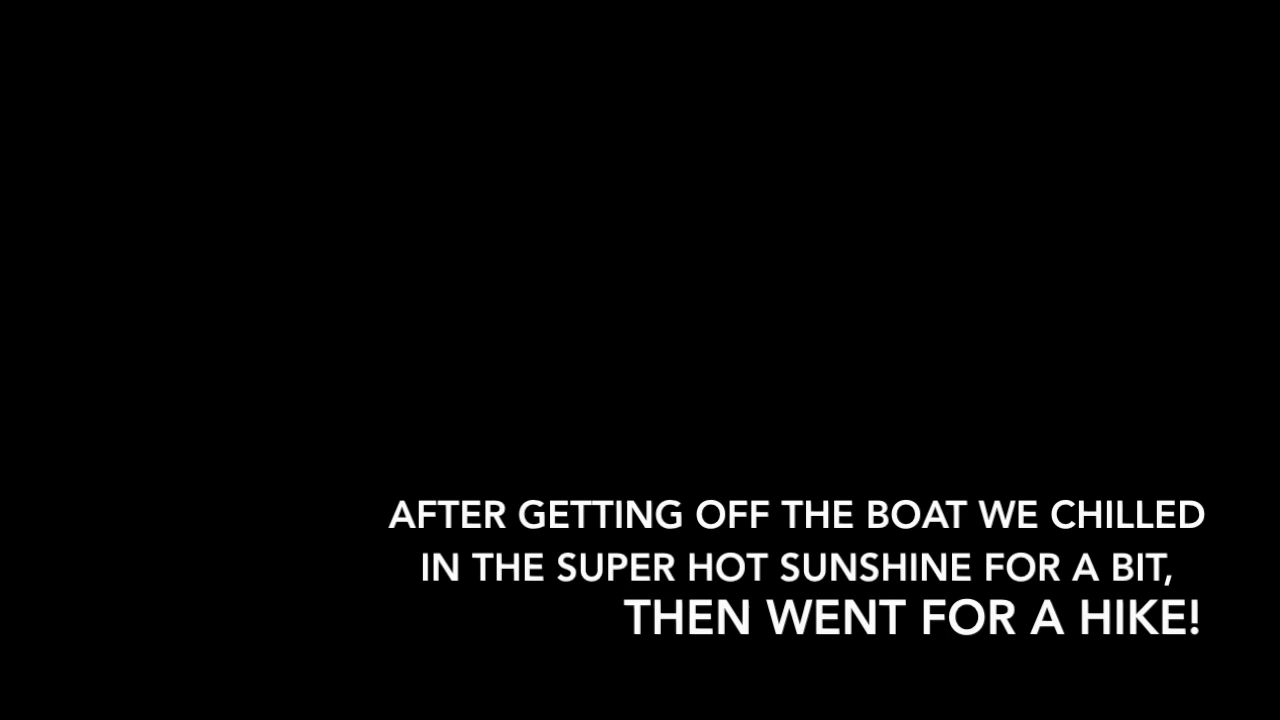 AFTER GETTING OFF THE BOAT WE CHILLED
IN THE SUPER HOT SUNSHINE FOR A BIT,
THEN WENT FOR A HIKE!